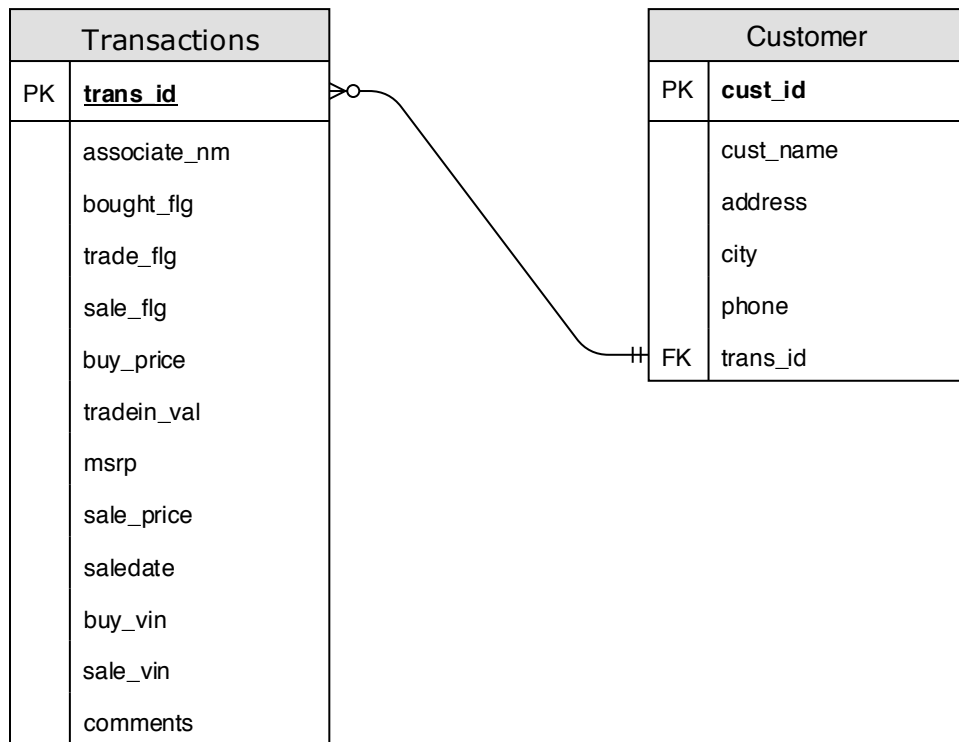 Transactions
PK trans_id
associate_nm
bought_flg
trade_flg
sale_flg
buy_price
tradein_val
msrp
sale_price
saledate
buy_vin
sale_vin
comments
Customer
PK cust_id
cust_name
address
city
phone
FK trans_id